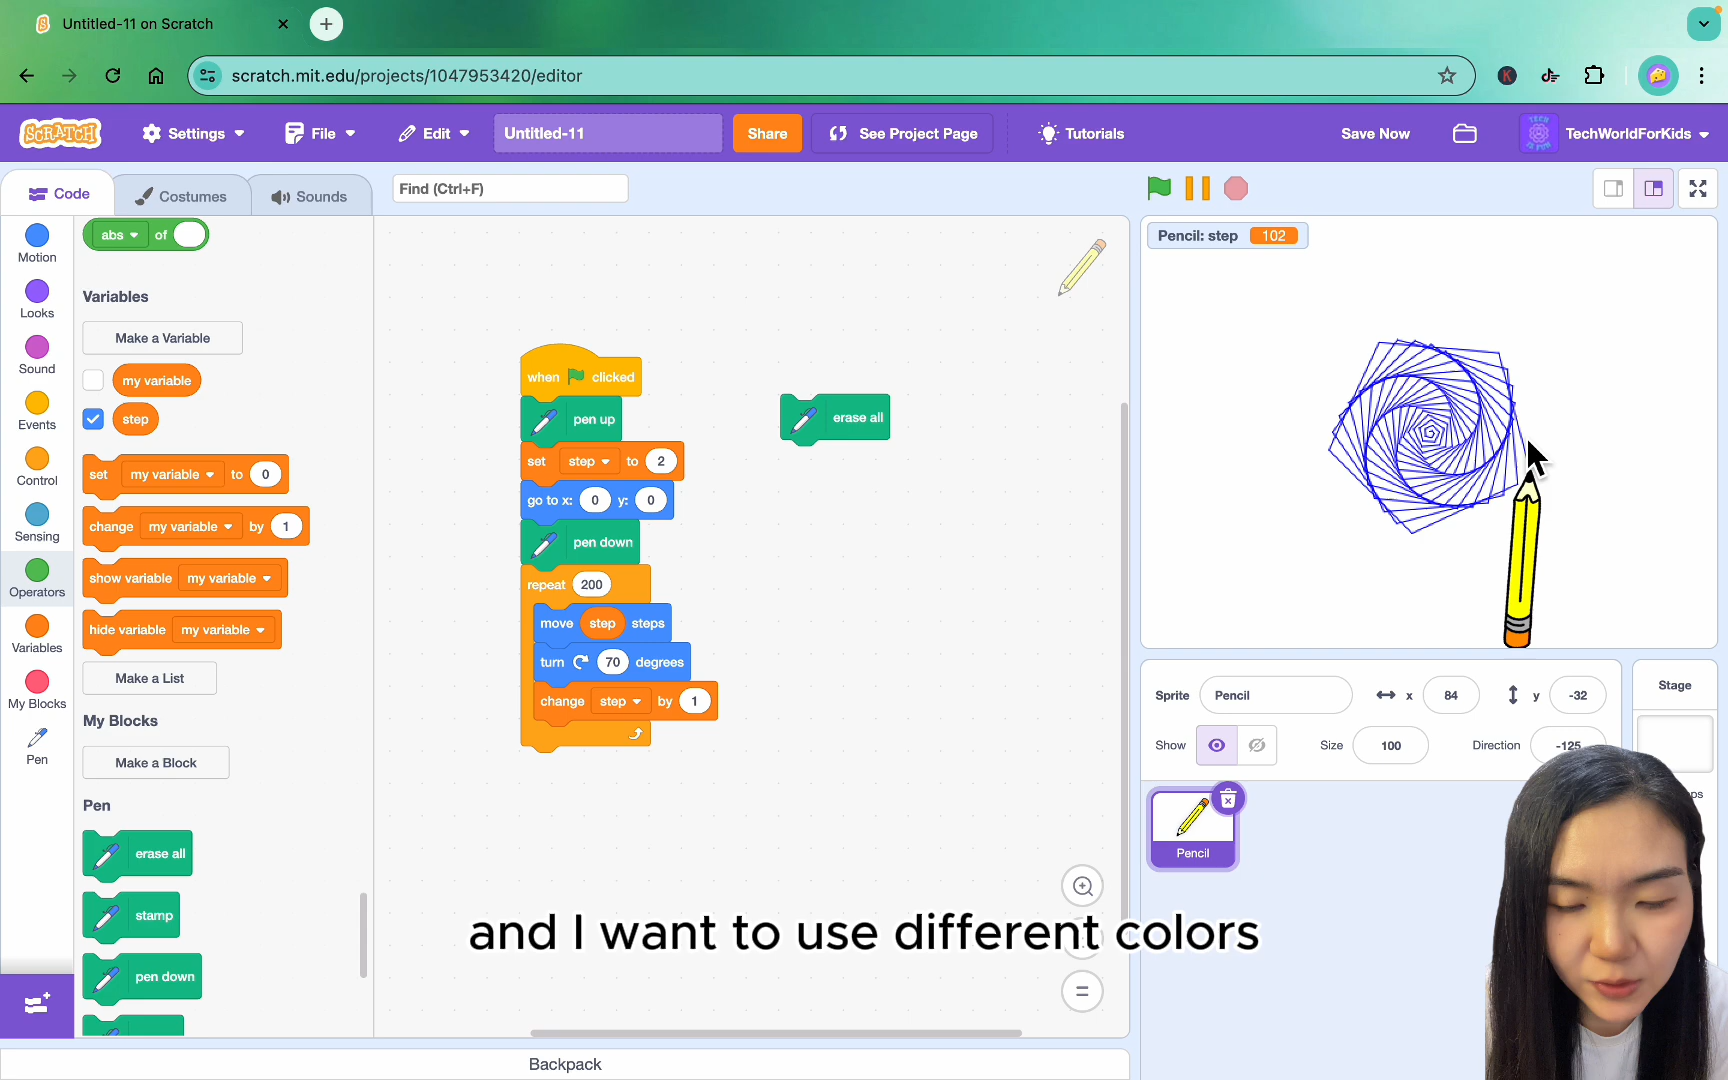 Untitled-11 on Scratch
scratch.mit.edu/projects/1047953420/editor
K
SCRATCH
Settings
File
Edit
Untitled-11
Share
See Project Page
Tutorials
Save Now
TechWorldForKids
Code
Costumes
Sounds
Find (Ctrl+F)
Motion
Looks
Sound
Events
Control
Sensing
Operators
Variables
My Blocks
Pen
abs of
Variables
Make a Variable
my variable
step
set my variable to 0
change my variable by 1
show variable my variable
hide variable my variable
Make a List
My Blocks
Make a Block
Pen
erase all
stamp
pen down
when clicked
pen up
set step to 2
go to x: 0 y: 0
pen down
repeat 200
move step steps
turn 70 degrees
change step by 1
erase all
Pencil: step 102
Sprite Pencil x 84 y -32
Show Size 100 Direction -125
Stage
Pencil
and I want to use different colors
Backpack